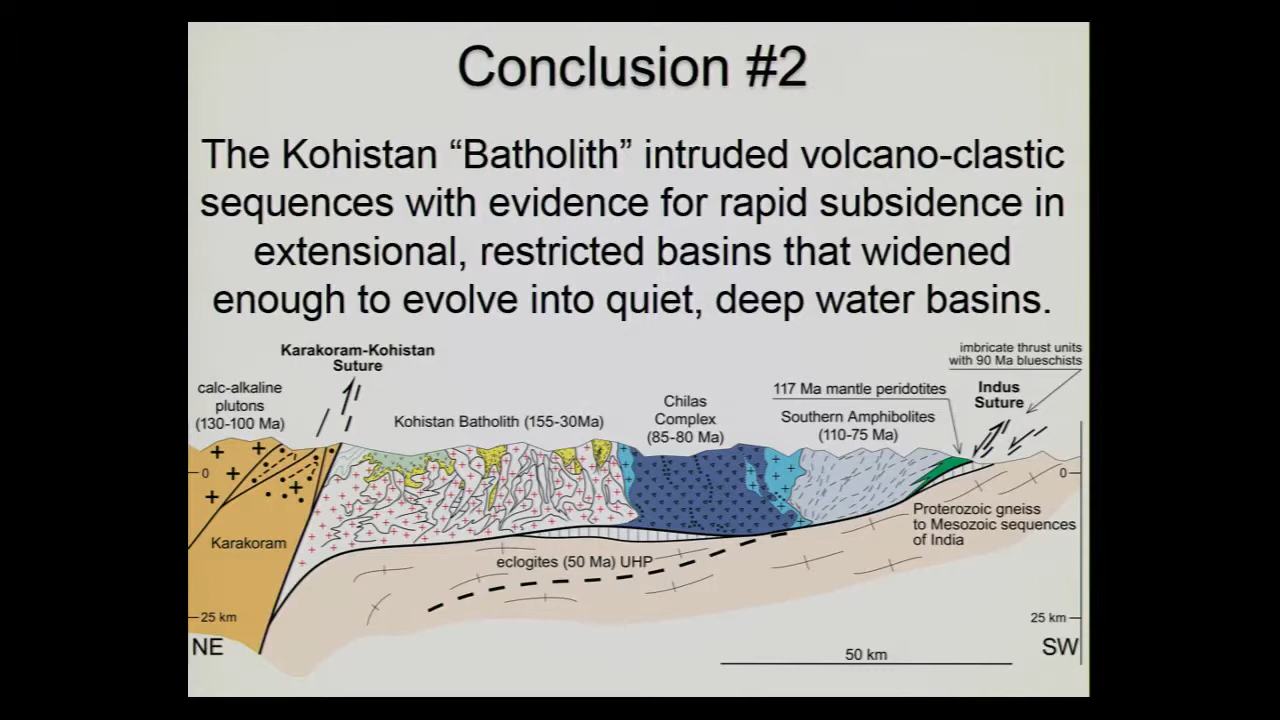 Conclusion #2
The Kohistan “Batholith” intruded volcano-clastic
sequences with evidence for rapid subsidence in
extensional, restricted basins that widened
enough to evolve into quiet, deep water basins.
Karakoram-Kohistan
Suture
imbricate thrust units
with 90 Ma blueschists
calc-alkaline
plutons
(130-100 Ma)
Kohistan Batholith (155-30Ma)
Chilas
Complex
(85-80 Ma)
117 Ma mantle peridotites
Southern Amphibolites
(110-75 Ma)
Indus
Suture
0
0
Karakoram
eclogites (50 Ma) UHP
Proterozoic gneiss
to Mesozoic sequences
of India
25 km
25 km
NE
SW
50 km